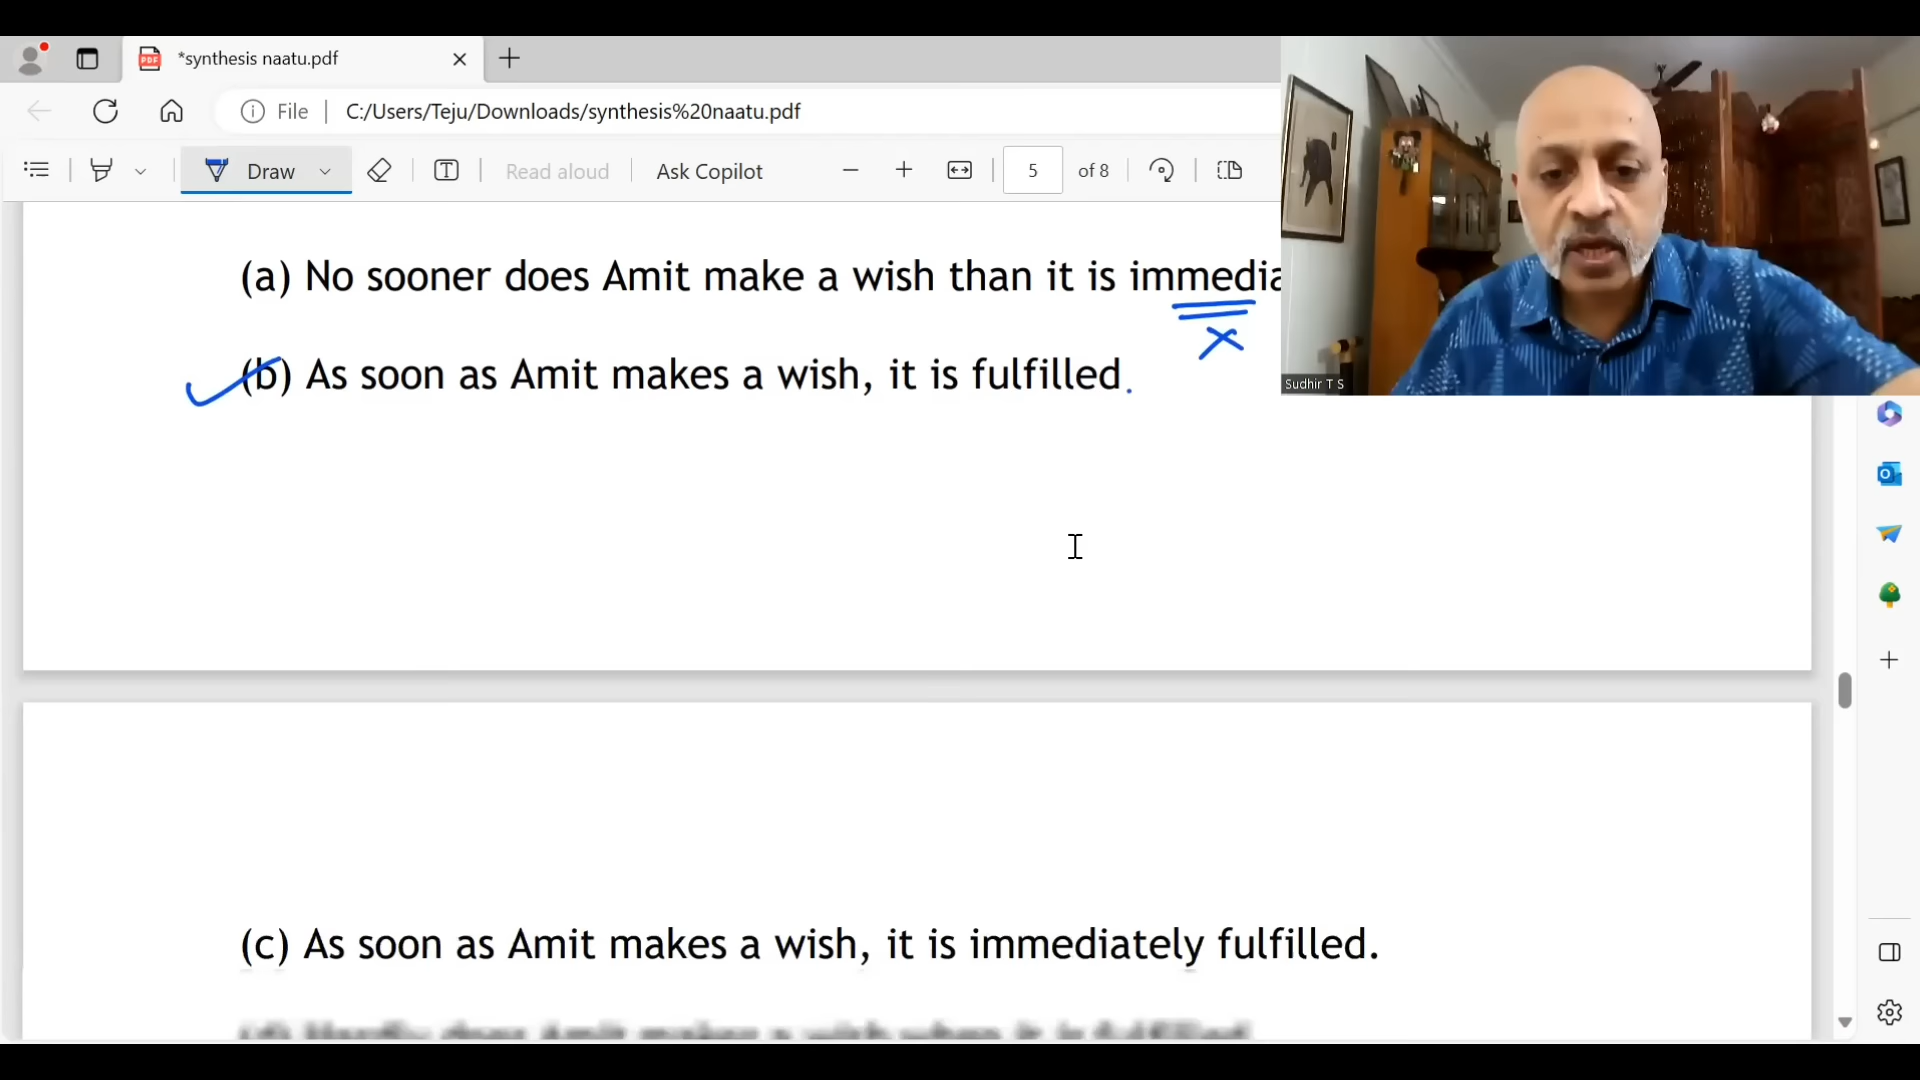 *synthesis naatu.pdf
File | C:/Users/Teju/Downloads/synthesis%20naatu.pdf
Draw Read aloud Ask Copilot 5 of 8
(a) No sooner does Amit make a wish than it is immedia
(b) As soon as Amit makes a wish, it is fulfilled.
Sudhir T S
(c) As soon as Amit makes a wish, it is immediately fulfilled.